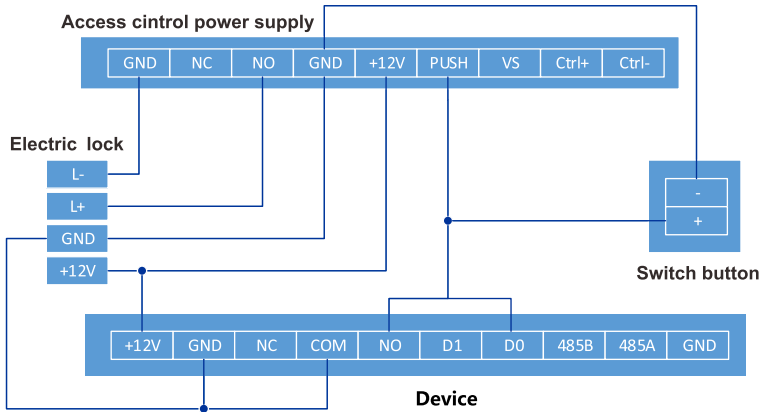 Access cintrol power supply
GND NC NO GND +12V PUSH VS Ctrl+ Ctrl-
Electric lock
L-
L+
GND
+12V
-
+
Switch button
+12V GND NC COM NO D1 D0 485B 485A GND
Device